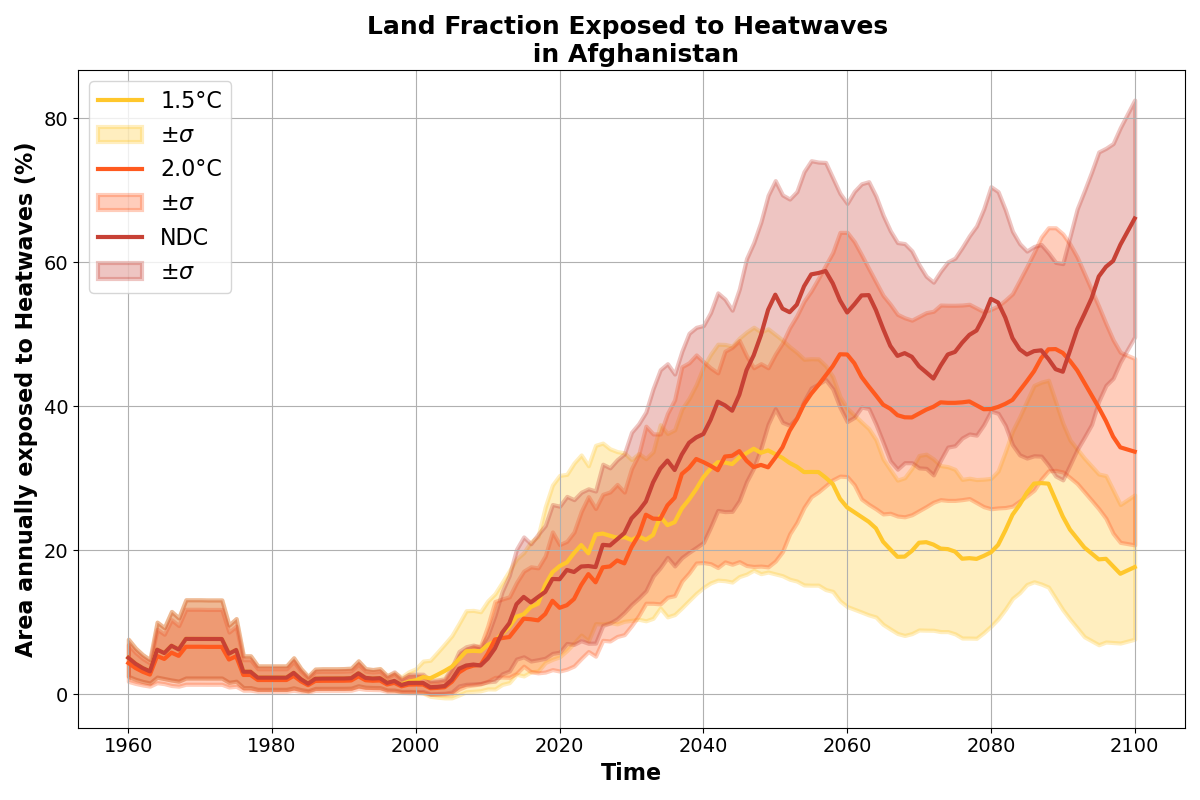 Land Fraction Exposed to Heatwaves
in Afghanistan
1.5°C
±σ
2.0°C
±σ
NDC
±σ
Area annually exposed to Heatwaves (%)
80
60
40
20
0
1960 1980 2000 2020 2040 2060 2080 2100
Time